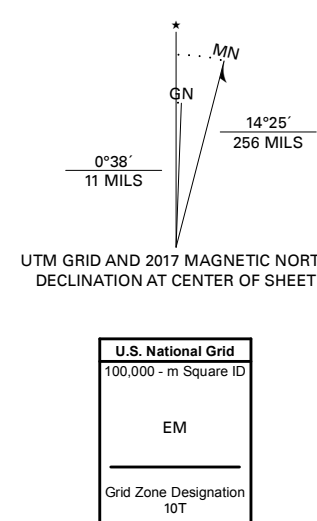 ★
MN
GN
14°25´
256 MILS
0°38´
11 MILS
UTM GRID AND 2017 MAGNETIC NORT
DECLINATION AT CENTER OF SHEET
U.S. National Grid
100,000 - m Square ID
EM
Grid Zone Designation
10T